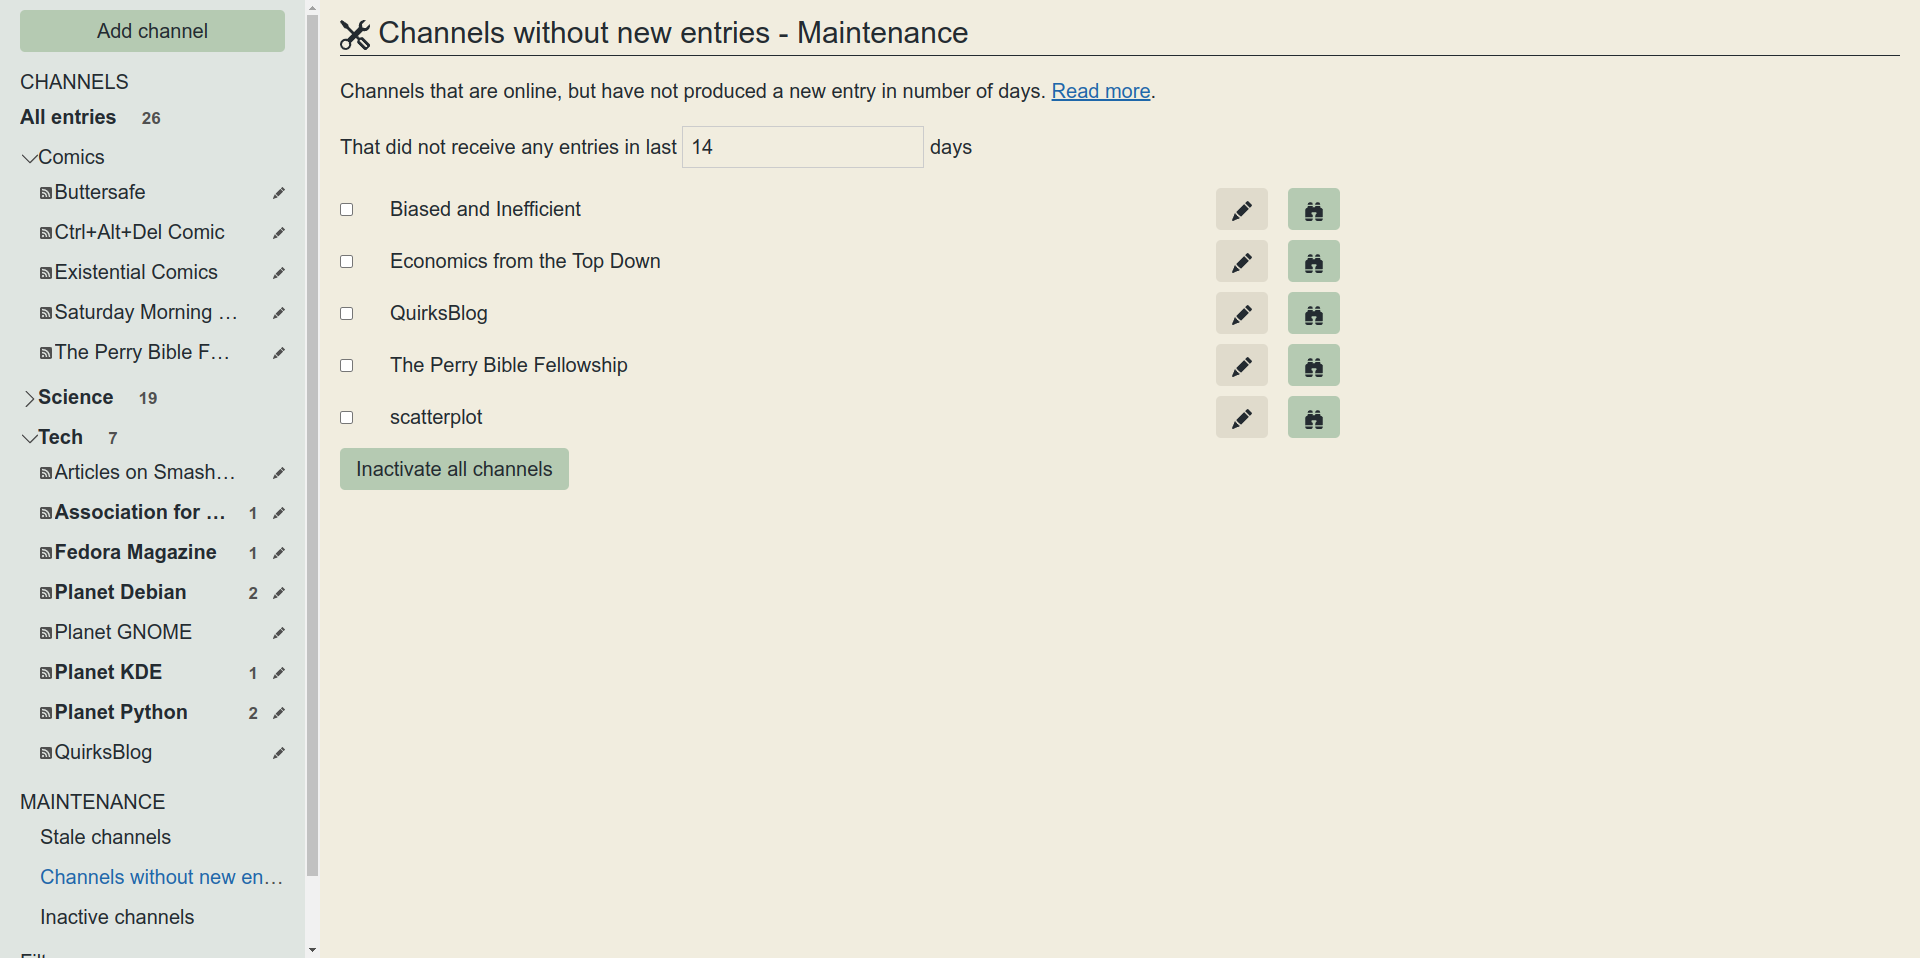 Add channel
CHANNELS
All entries 26
Comics
Buttersafe
Ctrl+Alt+Del Comic
Existential Comics
Saturday Morning …
The Perry Bible F…
Science 19
Tech 7
Articles on Smash…
Association for … 1
Fedora Magazine 1
Planet Debian 2
Planet GNOME
Planet KDE 1
Planet Python 2
QuirksBlog
MAINTENANCE
Stale channels
Channels without new en…
Inactive channels
Channels without new entries - Maintenance
Channels that are online, but have not produced a new entry in number of days. Read more.
That did not receive any entries in last 14 days
Biased and Inefficient
Economics from the Top Down
QuirksBlog
The Perry Bible Fellowship
scatterplot
Inactivate all channels